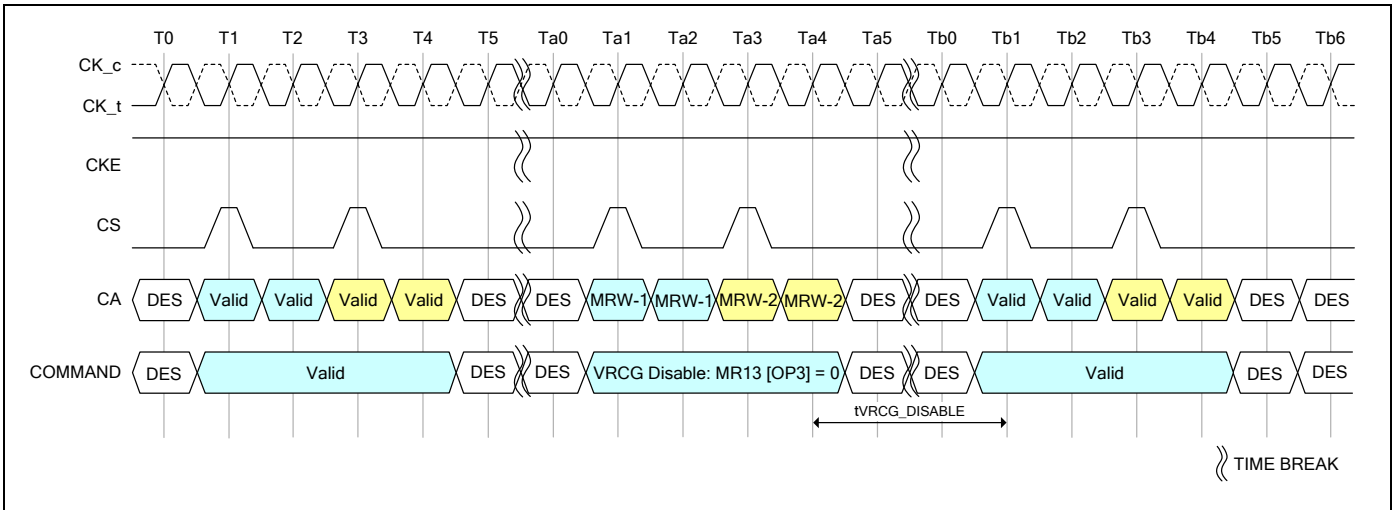 T0 T1 T2 T3 T4 T5 Ta0 Ta1 Ta2 Ta3 Ta4 Ta5 Tb0 Tb1 Tb2 Tb3 Tb4 Tb5 Tb6
CK_c
CK_t
CKE
CS
CA DES Valid Valid Valid Valid DES DES MRW-1 MRW-1 MRW-2 MRW-2 DES DES Valid Valid Valid Valid DES DES
COMMAND DES Valid DES DES VRCG Disable: MR13 [OP3] = 0 DES DES Valid DES DES
tVRCG_DISABLE
TIME BREAK